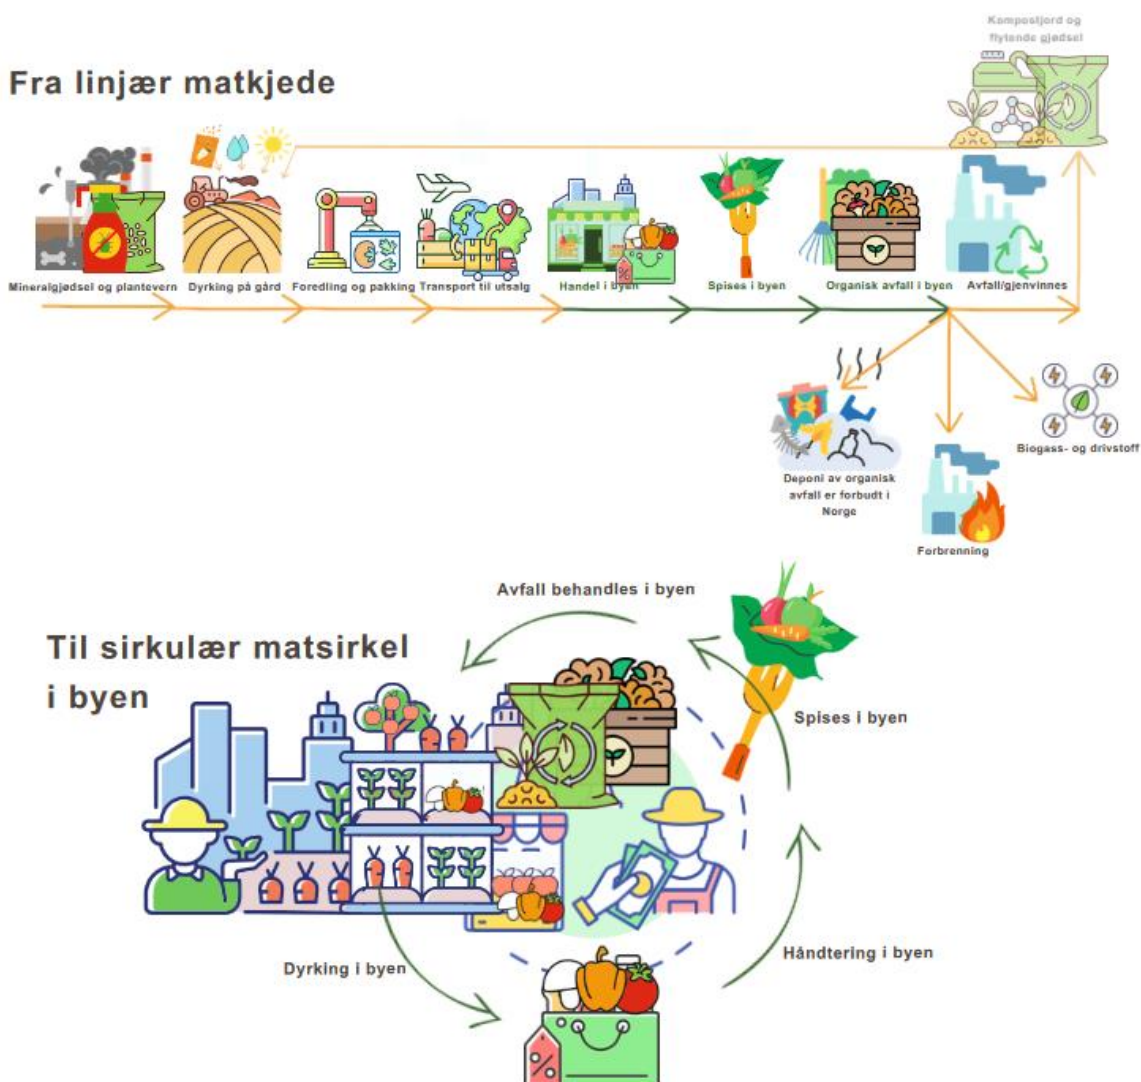 Kompostjord og
flytende gjødsel
Fra linjær matkjede
Mineralgjødsel og plantevern
Dyrking på gård
Foredling og pakking
Transport til utsalg
Handel i byen
Spises i byen
Organisk avfall i byen
Avfall/gjenvinnes
Biogass- og drivstoff
Deponi av organisk
avfall er forbudt i
Norge
Forbrenning
Avfall behandles i byen
Til sirkulær matsirkel
i byen
Spises i byen
Håndtering i byen
Dyrking i byen